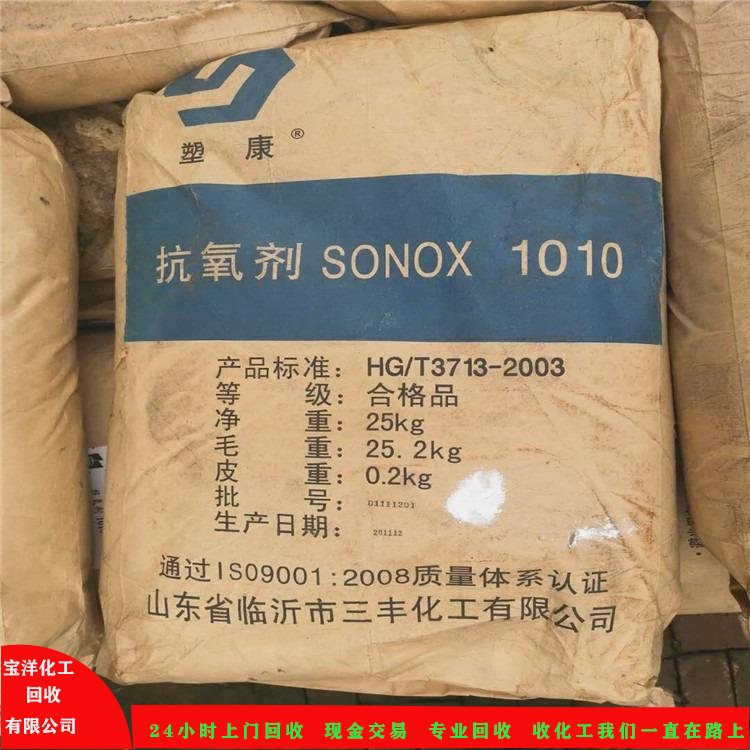 塑 康 ®
抗氧剂 SONOX 1010
产品标准: HG/T3713-2003
等 级: 合格品
净 重: 25kg
毛 重: 25.2kg
皮 重: 0.2kg
批 号: 01111201
生产日期: 201112
通过ISO9001:2008质量体系认证
山东省临沂市三丰化工有限公司
宝洋化工
回收
有限公司
24小时上门回收 现金交易 专业回收 收化工我们一直在路上